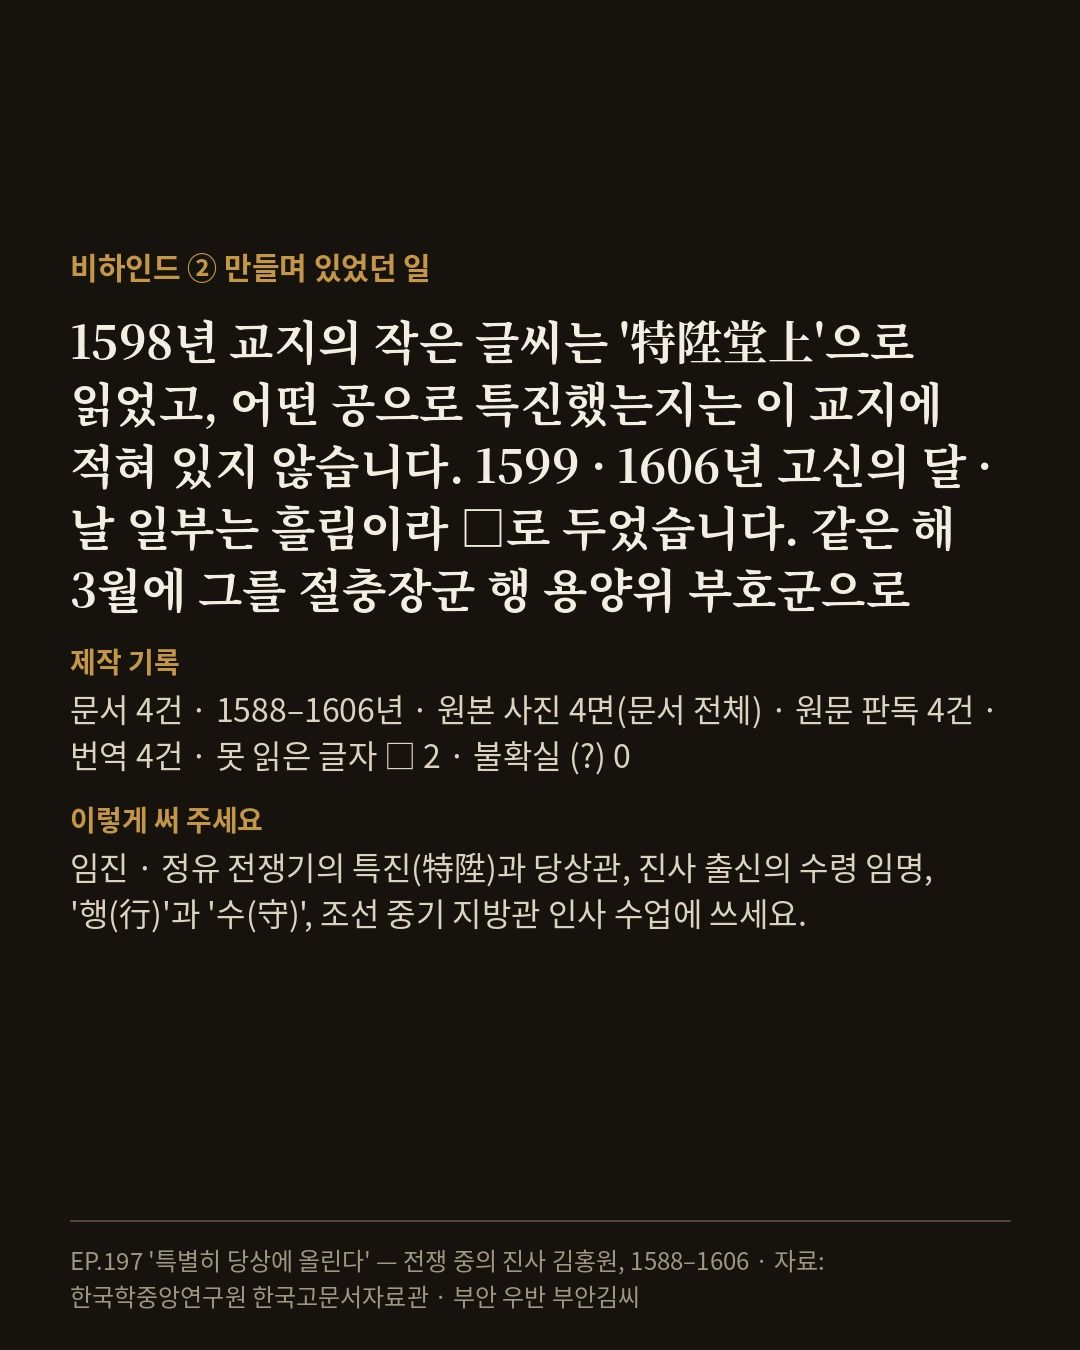 비하인드 ② 만들며 있었던 일
1598년 교지의 작은 글씨는 '特陞堂上'으로
읽었고, 어떤 공으로 특진했는지는 이 교지에
적혀 있지 않습니다. 1599 · 1606년 고신의 달 ·
날 일부는 흘림이라 □로 두었습니다. 같은 해
3월에 그를 절충장군 행 용양위 부호군으로
제작 기록
문서 4건 · 1588–1606년 · 원본 사진 4면(문서 전체) · 원문 판독 4건 ·
번역 4건 · 못 읽은 글자 □ 2 · 불확실 (?) 0
이렇게 써 주세요
임진 · 정유 전쟁기의 특진(特陞)과 당상관, 진사 출신의 수령 임명,
'행(行)'과 '수(守)', 조선 중기 지방관 인사 수업에 쓰세요.
EP.197 '특별히 당상에 올린다' — 전쟁 중의 진사 김홍원, 1588–1606 · 자료:
한국학중앙연구원 한국고문서자료관 · 부안 우반 부안김씨